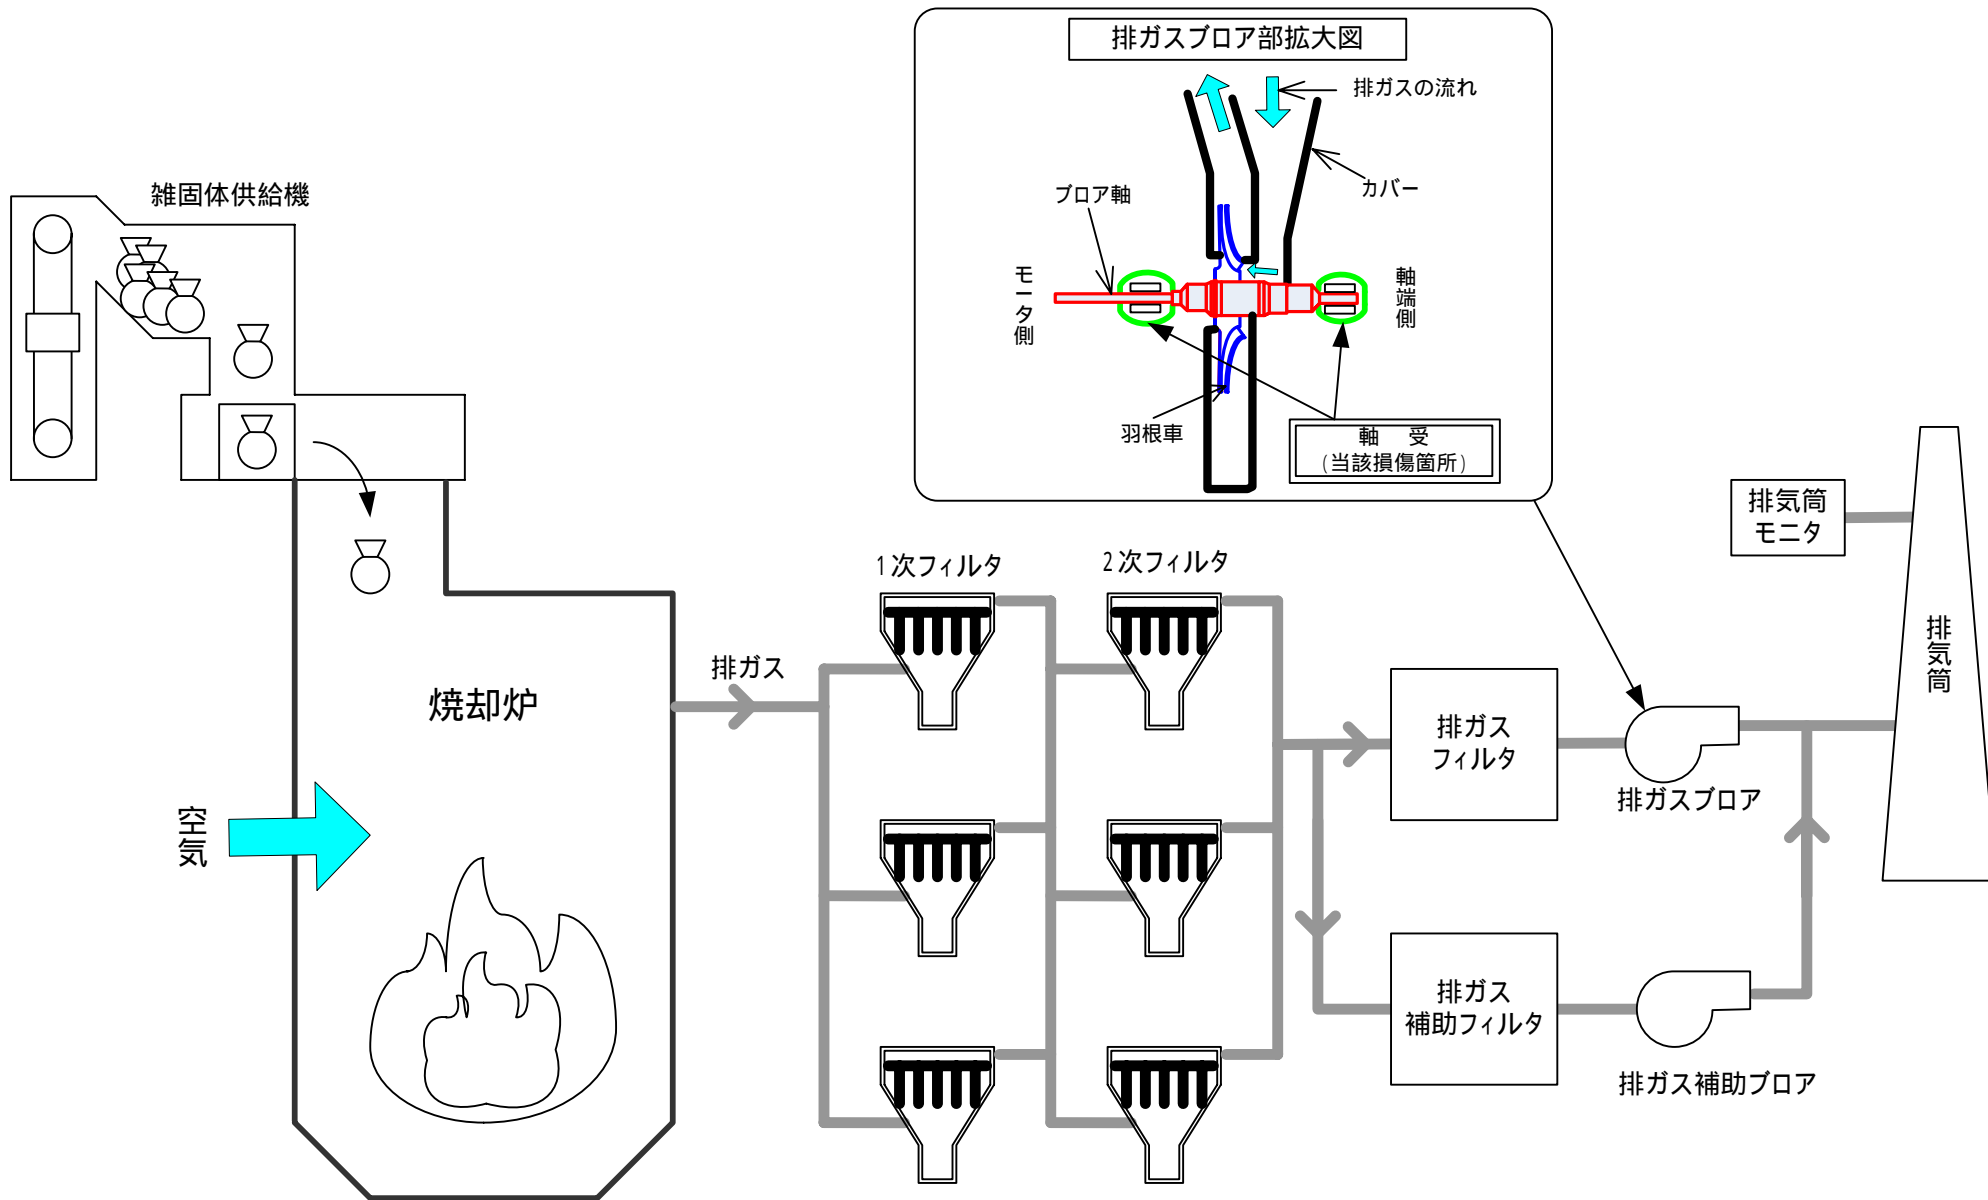 排ガスブロア部拡大図
排ガスの流れ
カバー
ブロア軸
モータ側
軸端側
羽根車
軸 受
(当該損傷箇所)
雑固体供給機
焼却炉
空気
排ガス
1次フィルタ
2次フィルタ
排ガス
フィルタ
排ガスブロア
排ガス
補助フィルタ
排ガス補助ブロア
排気筒
モニタ
排気筒